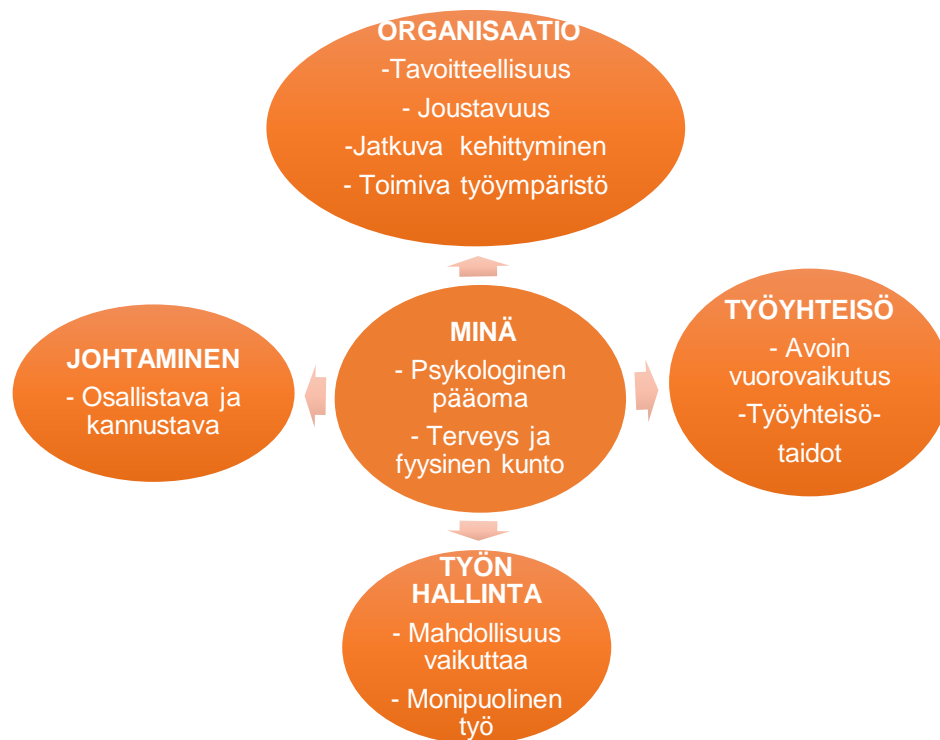 ORGANISAATIO
-Tavoitteellisuus
- Joustavuus
-Jatkuva kehittyminen
- Toimiva työympäristö
JOHTAMINEN
- Osallistava ja
kannustava
MINÄ
- Psykologinen
pääoma
- Terveys ja
fyysinen kunto
TYÖYHTEISÖ
- Avoin
vuorovaikutus
-Työyhteisö-
taidot
TYÖN
HALLINTA
- Mahdollisuus
vaikuttaa
- Monipuolinen
työ